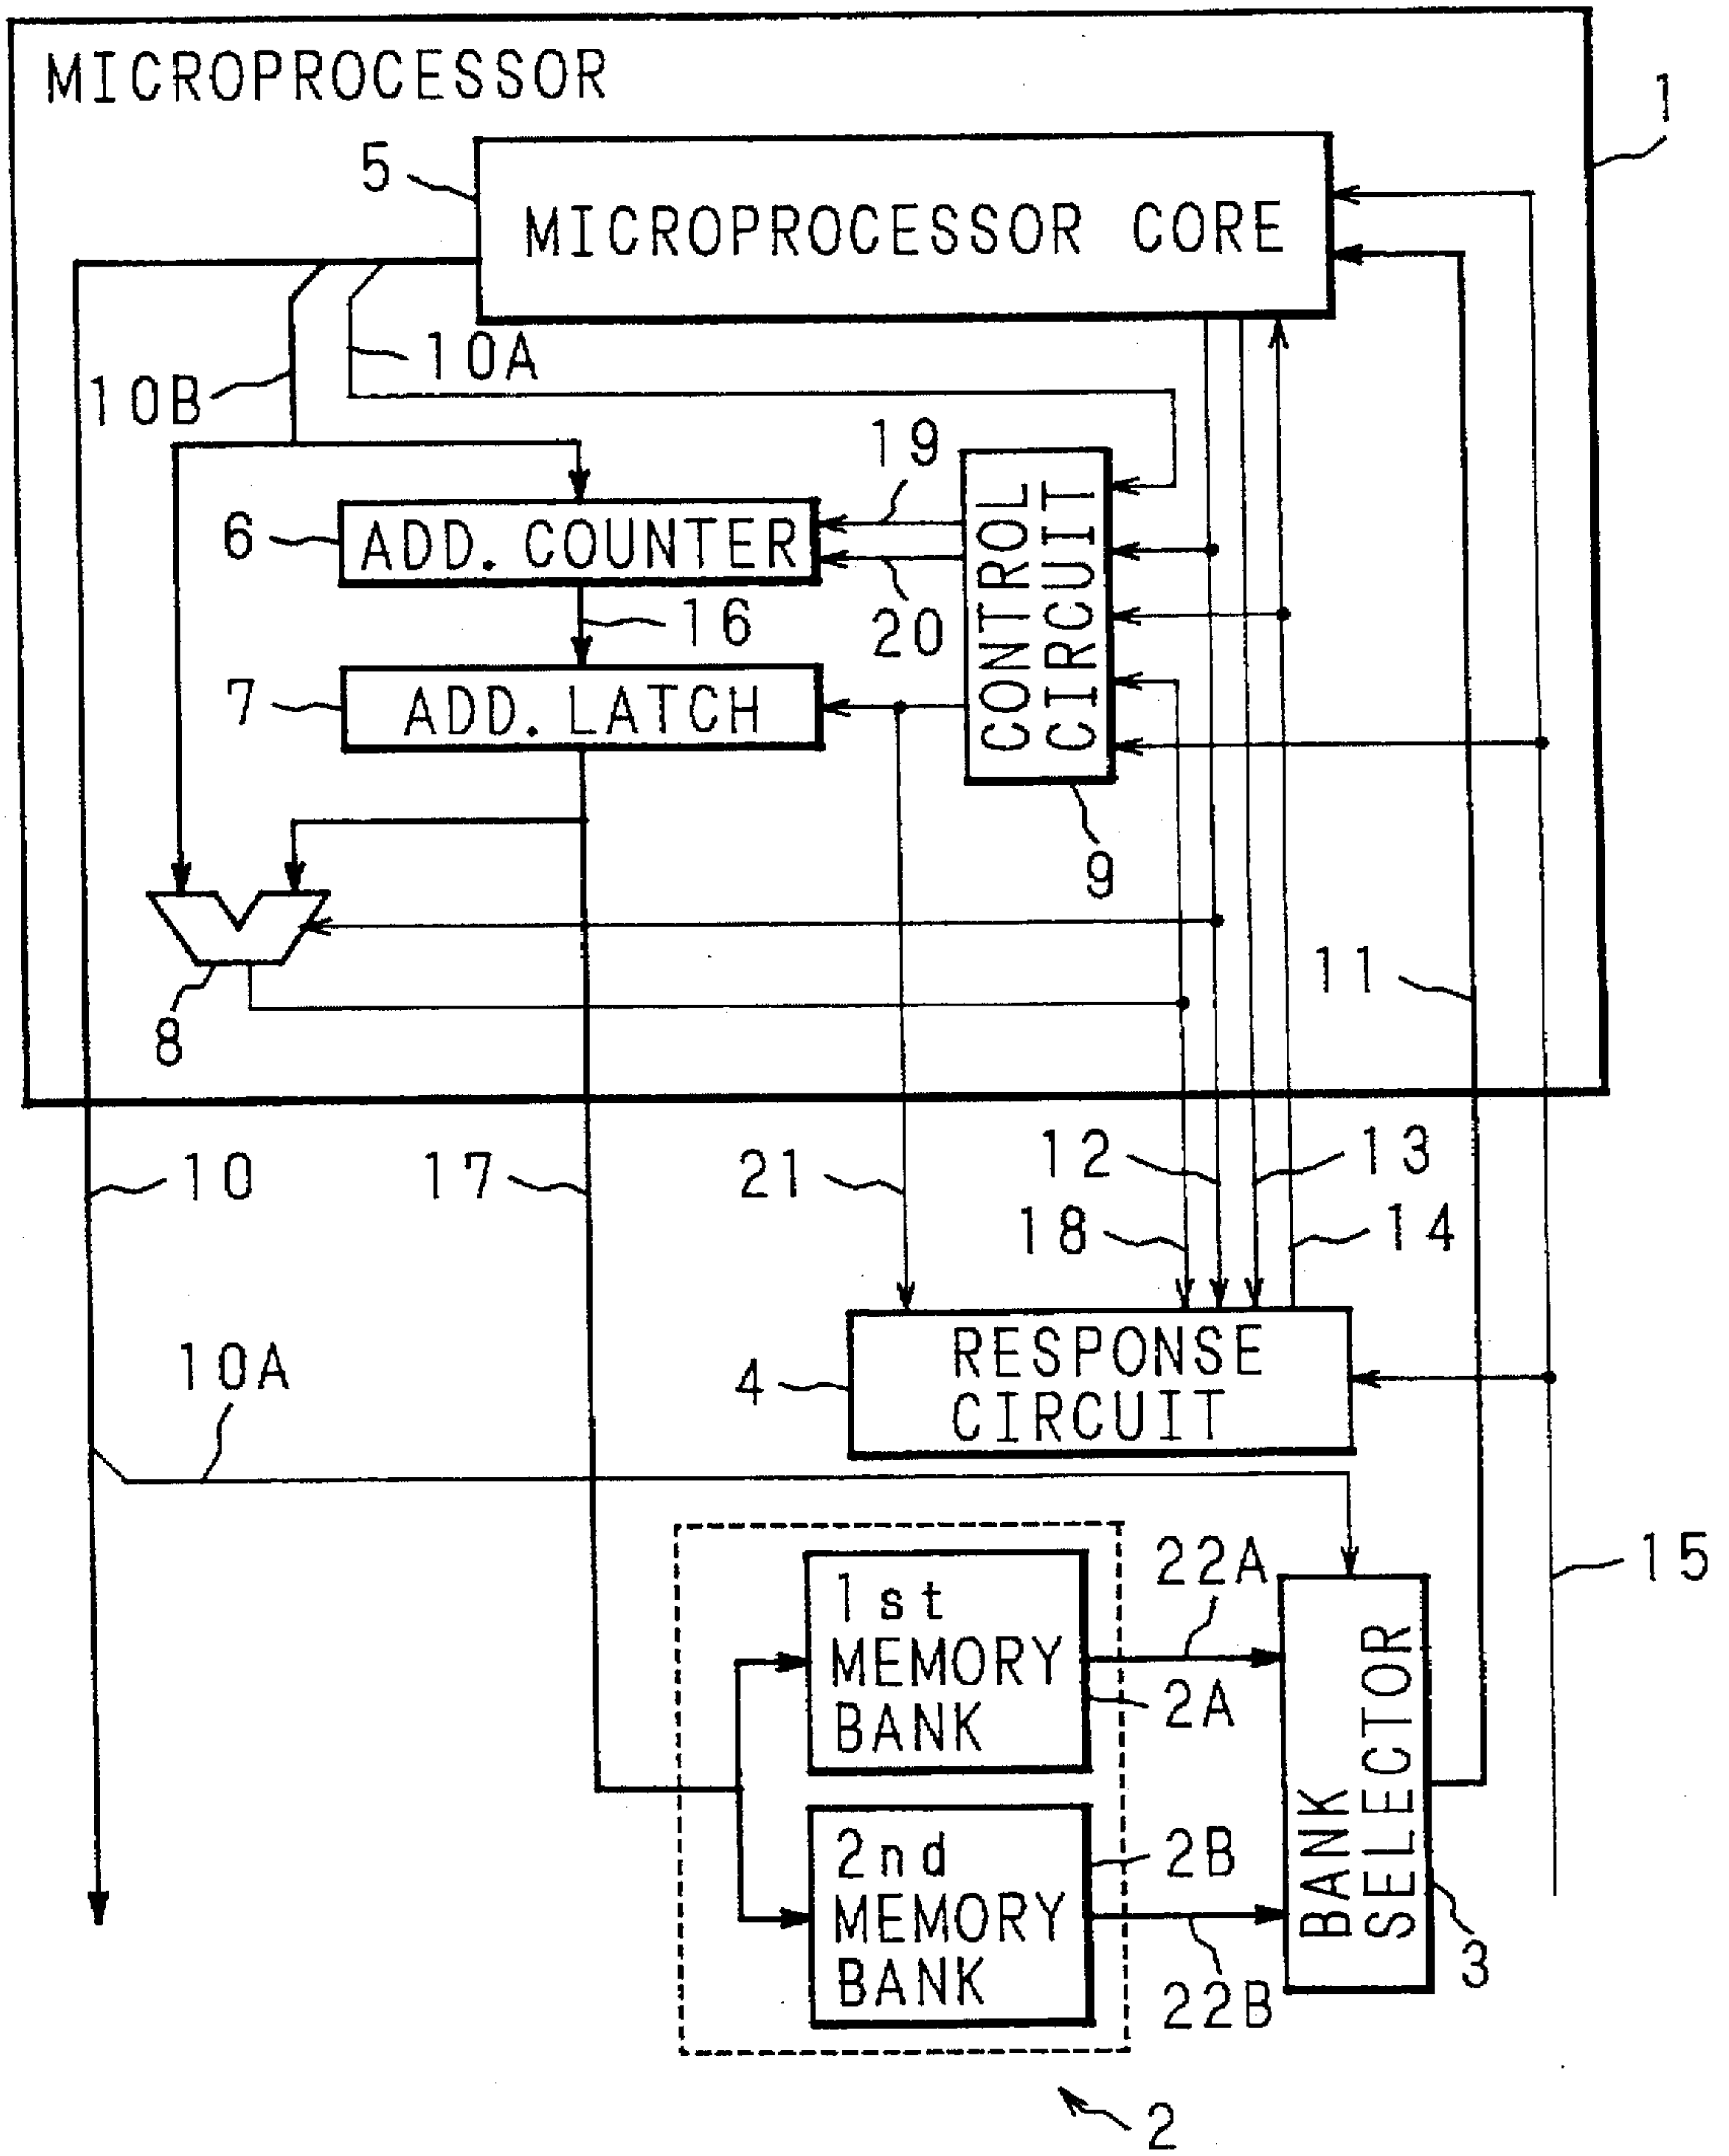 MICROPROCESSOR
1
5
MICROPROCESSOR CORE
10A
10B
19
6
ADD. COUNTER
20
16
CONTROL
CIRCUIT
7
ADD. LATCH
9
8
11
10
17
21
12
13
18
14
RESPONSE
CIRCUIT
4
10A
15
22A
1st
MEMORY
BANK
2A
BANK
SELECTOR
2nd
MEMORY
BANK
2B
22B
3
2